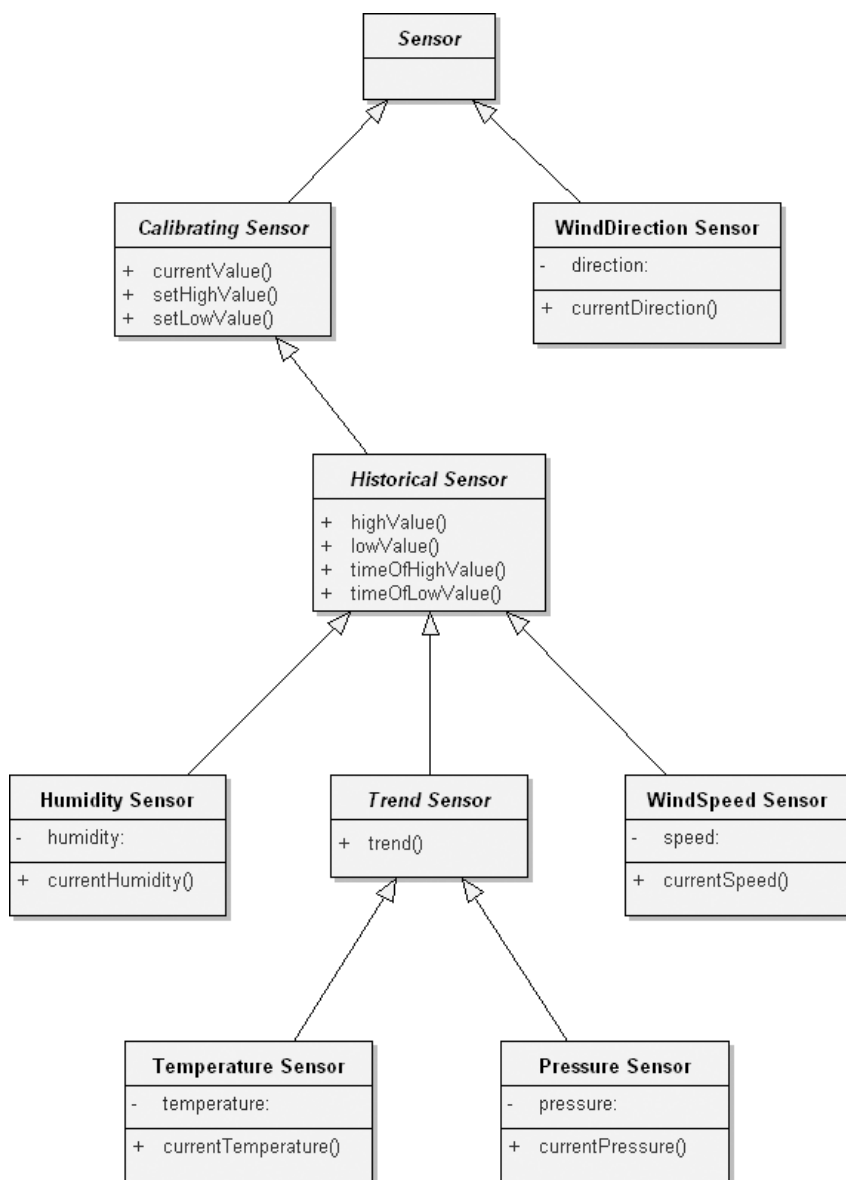 Sensor
Calibrating Sensor
+ currentValue()
+ setHighValue()
+ setLowValue()
WindDirection Sensor
- direction:
+ currentDirection()
Historical Sensor
+ highValue()
+ lowValue()
+ timeOfHighValue()
+ timeOfLowValue()
Humidity Sensor
- humidity:
+ currentHumidity()
Trend Sensor
+ trend()
WindSpeed Sensor
- speed:
+ currentSpeed()
Temperature Sensor
- temperature:
+ currentTemperature()
Pressure Sensor
- pressure:
+ currentPressure()